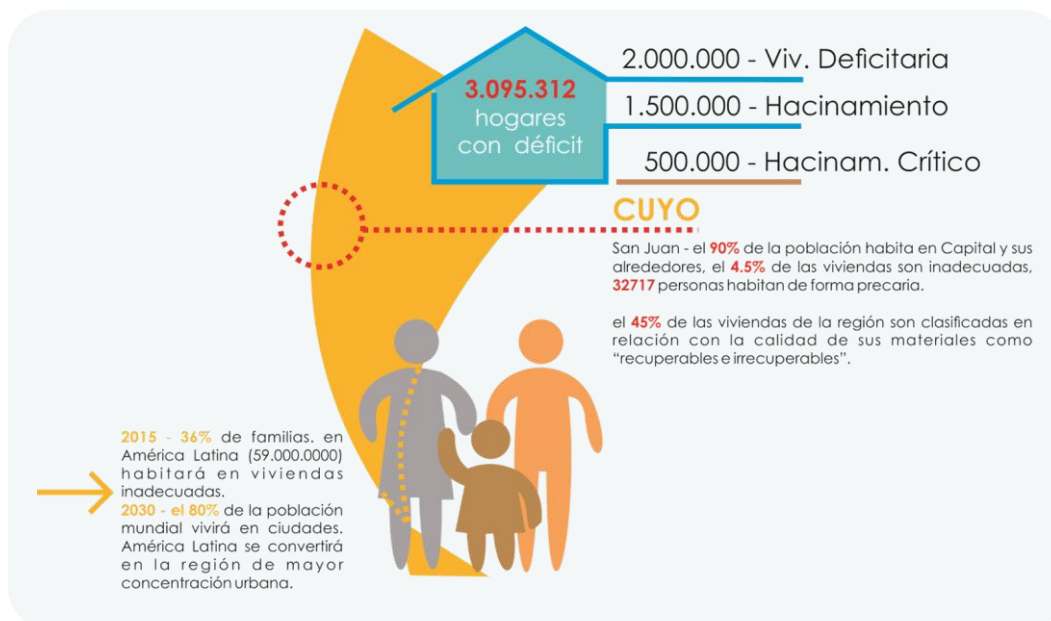 3.095.312
hogares
con déficit
2.000.000 - Viv. Deficitaria
1.500.000 - Hacinamiento
500.000 - Hacinam. Crítico
CUYO
San Juan - el 90% de la población habita en Capital y sus
alrededores, el 4.5% de las viviendas son inadecuadas,
32717 personas habitan de forma precaria.
el 45% de las viviendas de la región son clasificadas en
relación con la calidad de sus materiales como
“recuperables e irrecuperables”.
2015 - 36% de familias. en
América Latina (59.000.0000)
habitará en viviendas
inadecuadas.
2030 - el 80% de la población
mundial vivirá en ciudades.
América Latina se convertirá
en la región de mayor
concentración urbana.